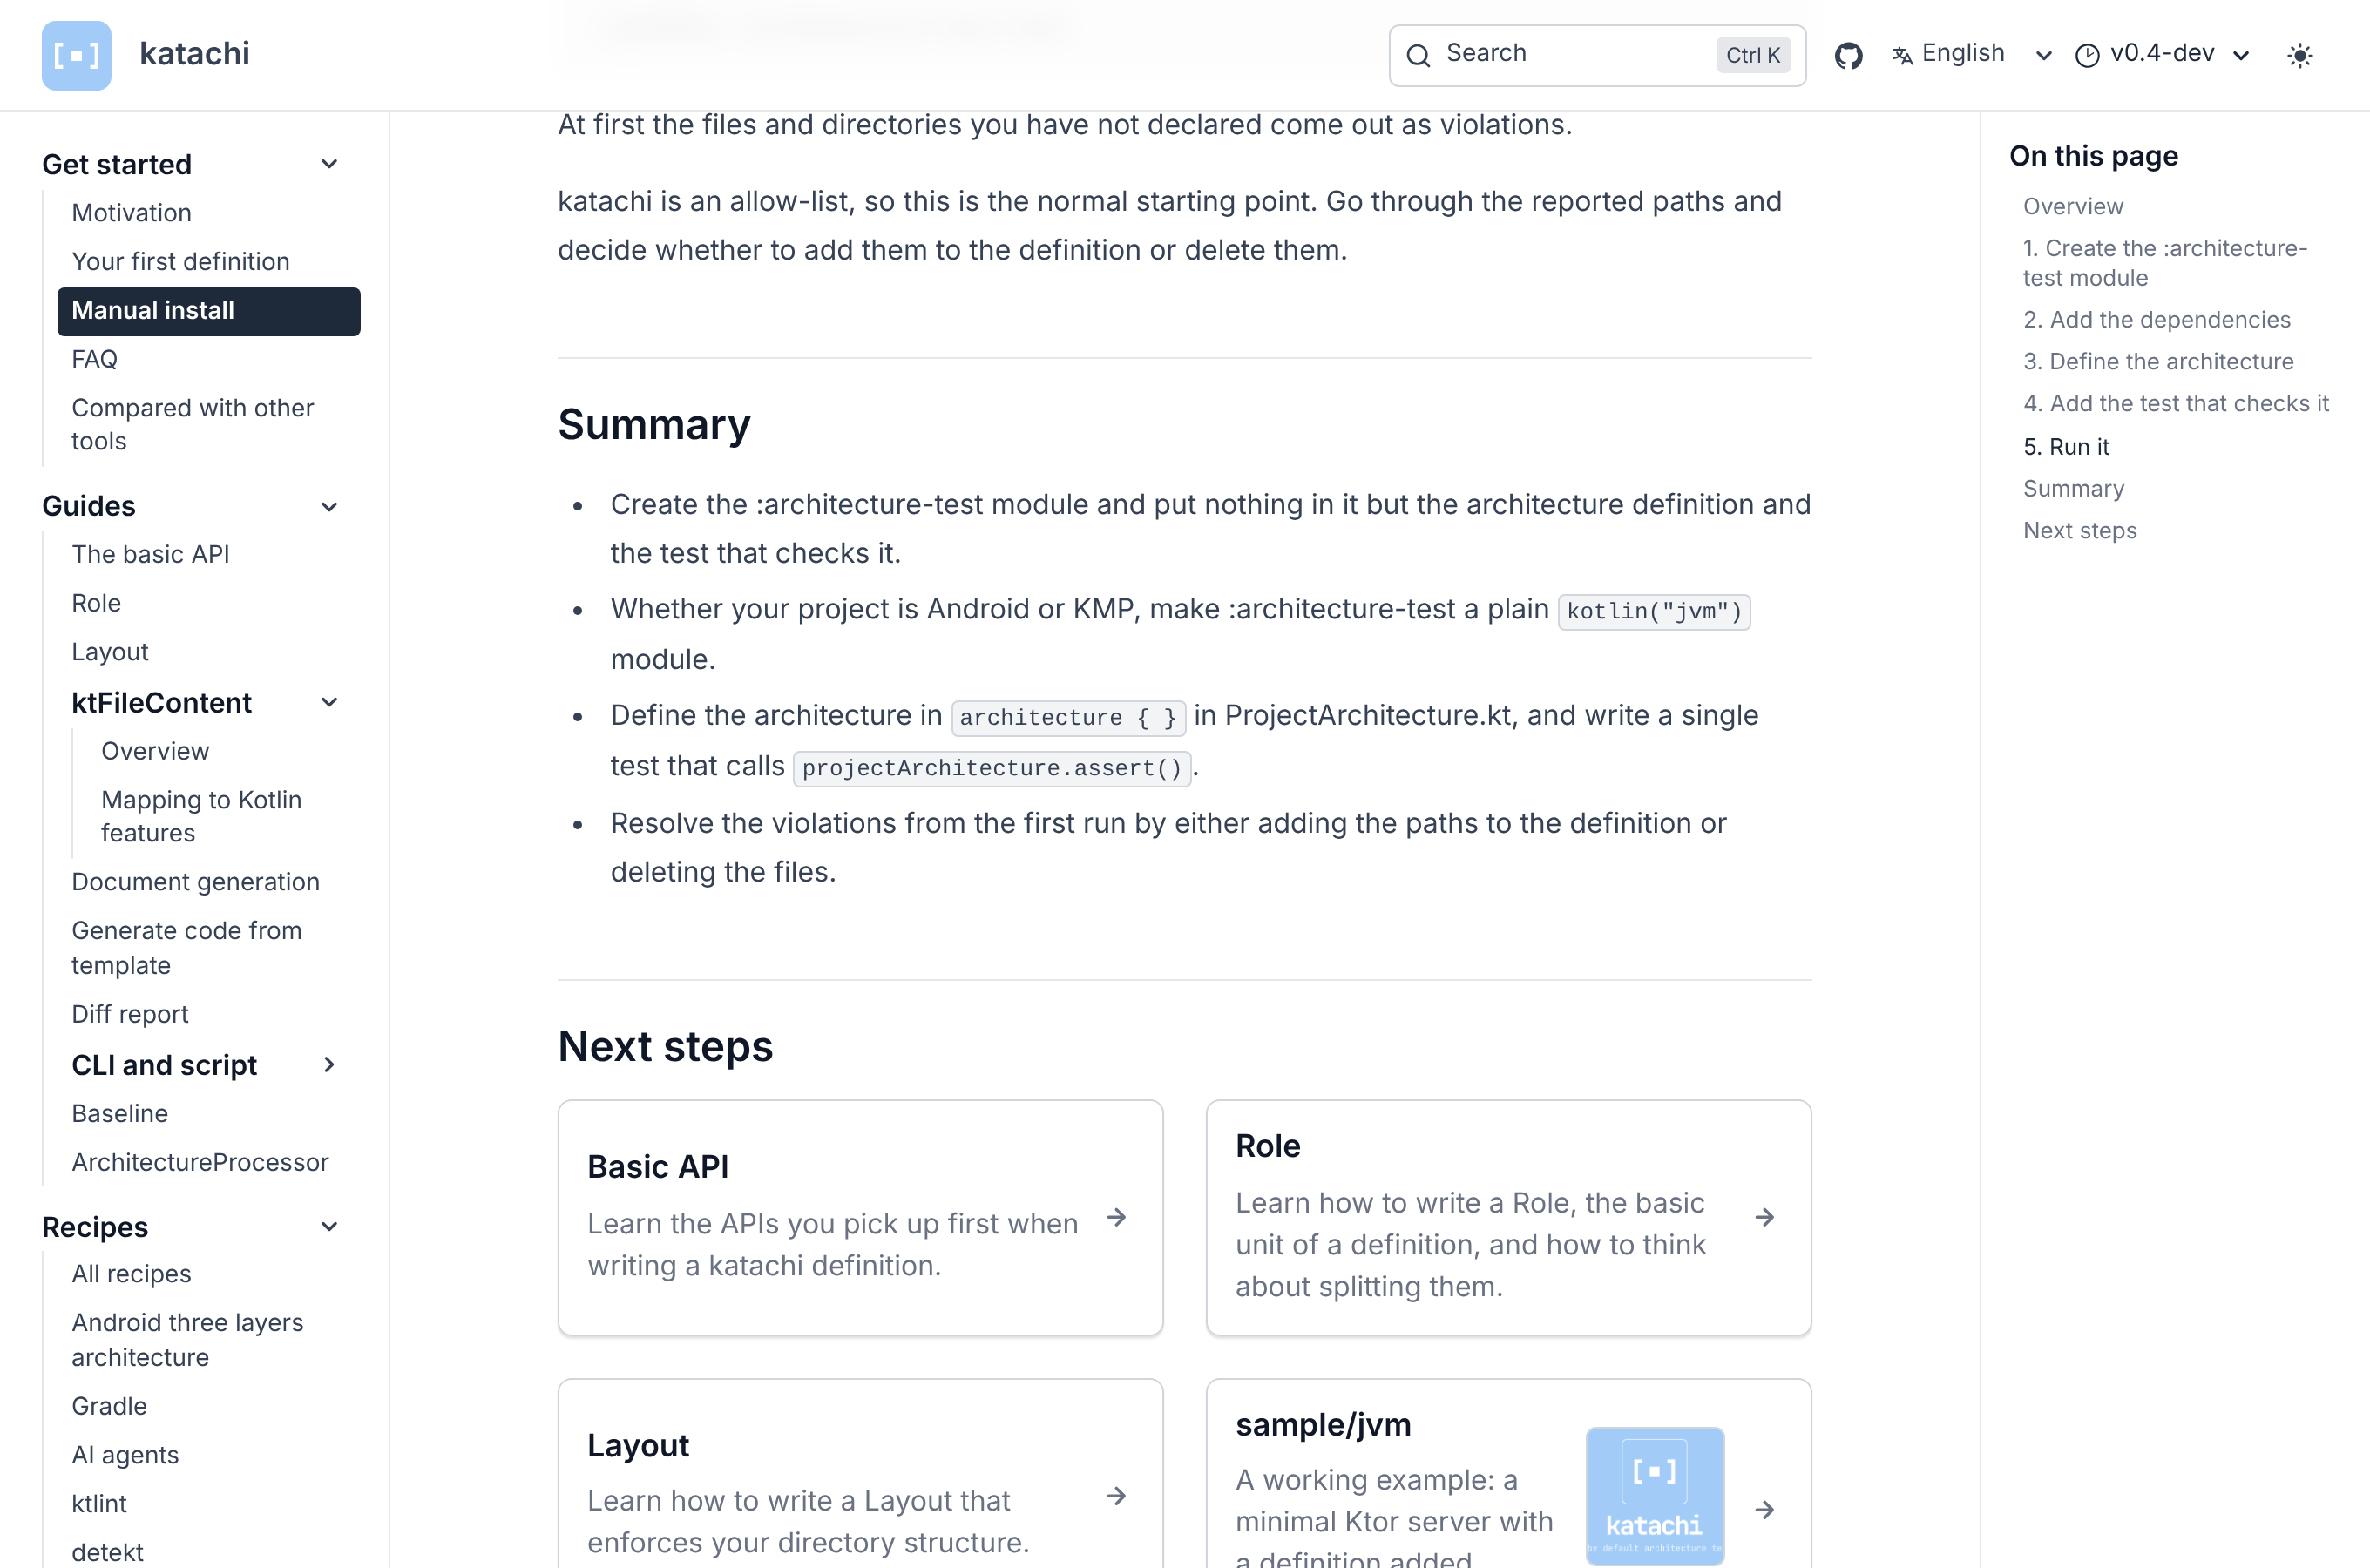 [▪] katachi
Search
Ctrl K
English
v0.4-dev
Get started
Motivation
Your first definition
Manual install
FAQ
Compared with other
tools
Guides
The basic API
Role
Layout
ktFileContent
Overview
Mapping to Kotlin
features
Document generation
Generate code from
template
Diff report
CLI and script
Baseline
ArchitectureProcessor
Recipes
All recipes
Android three layers
architecture
Gradle
AI agents
ktlint
detekt
At first the files and directories you have not declared come out as violations.
katachi is an allow-list, so this is the normal starting point. Go through the reported paths and
decide whether to add them to the definition or delete them.
Summary
• Create the :architecture-test module and put nothing in it but the architecture definition and
the test that checks it.
• Whether your project is Android or KMP, make :architecture-test a plain kotlin("jvm")
module.
• Define the architecture in architecture { } in ProjectArchitecture.kt, and write a single
test that calls projectArchitecture.assert().
• Resolve the violations from the first run by either adding the paths to the definition or
deleting the files.
Next steps
Basic API
Learn the APIs you pick up first when
writing a katachi definition.
Role
Learn how to write a Role, the basic
unit of a definition, and how to think
about splitting them.
Layout
Learn how to write a Layout that
enforces your directory structure.
sample/jvm
A working example: a
minimal Ktor server with
a definition added
[▪]
katachi
by default architecture te
On this page
Overview
1. Create the :architecture-
test module
2. Add the dependencies
3. Define the architecture
4. Add the test that checks it
5. Run it
Summary
Next steps